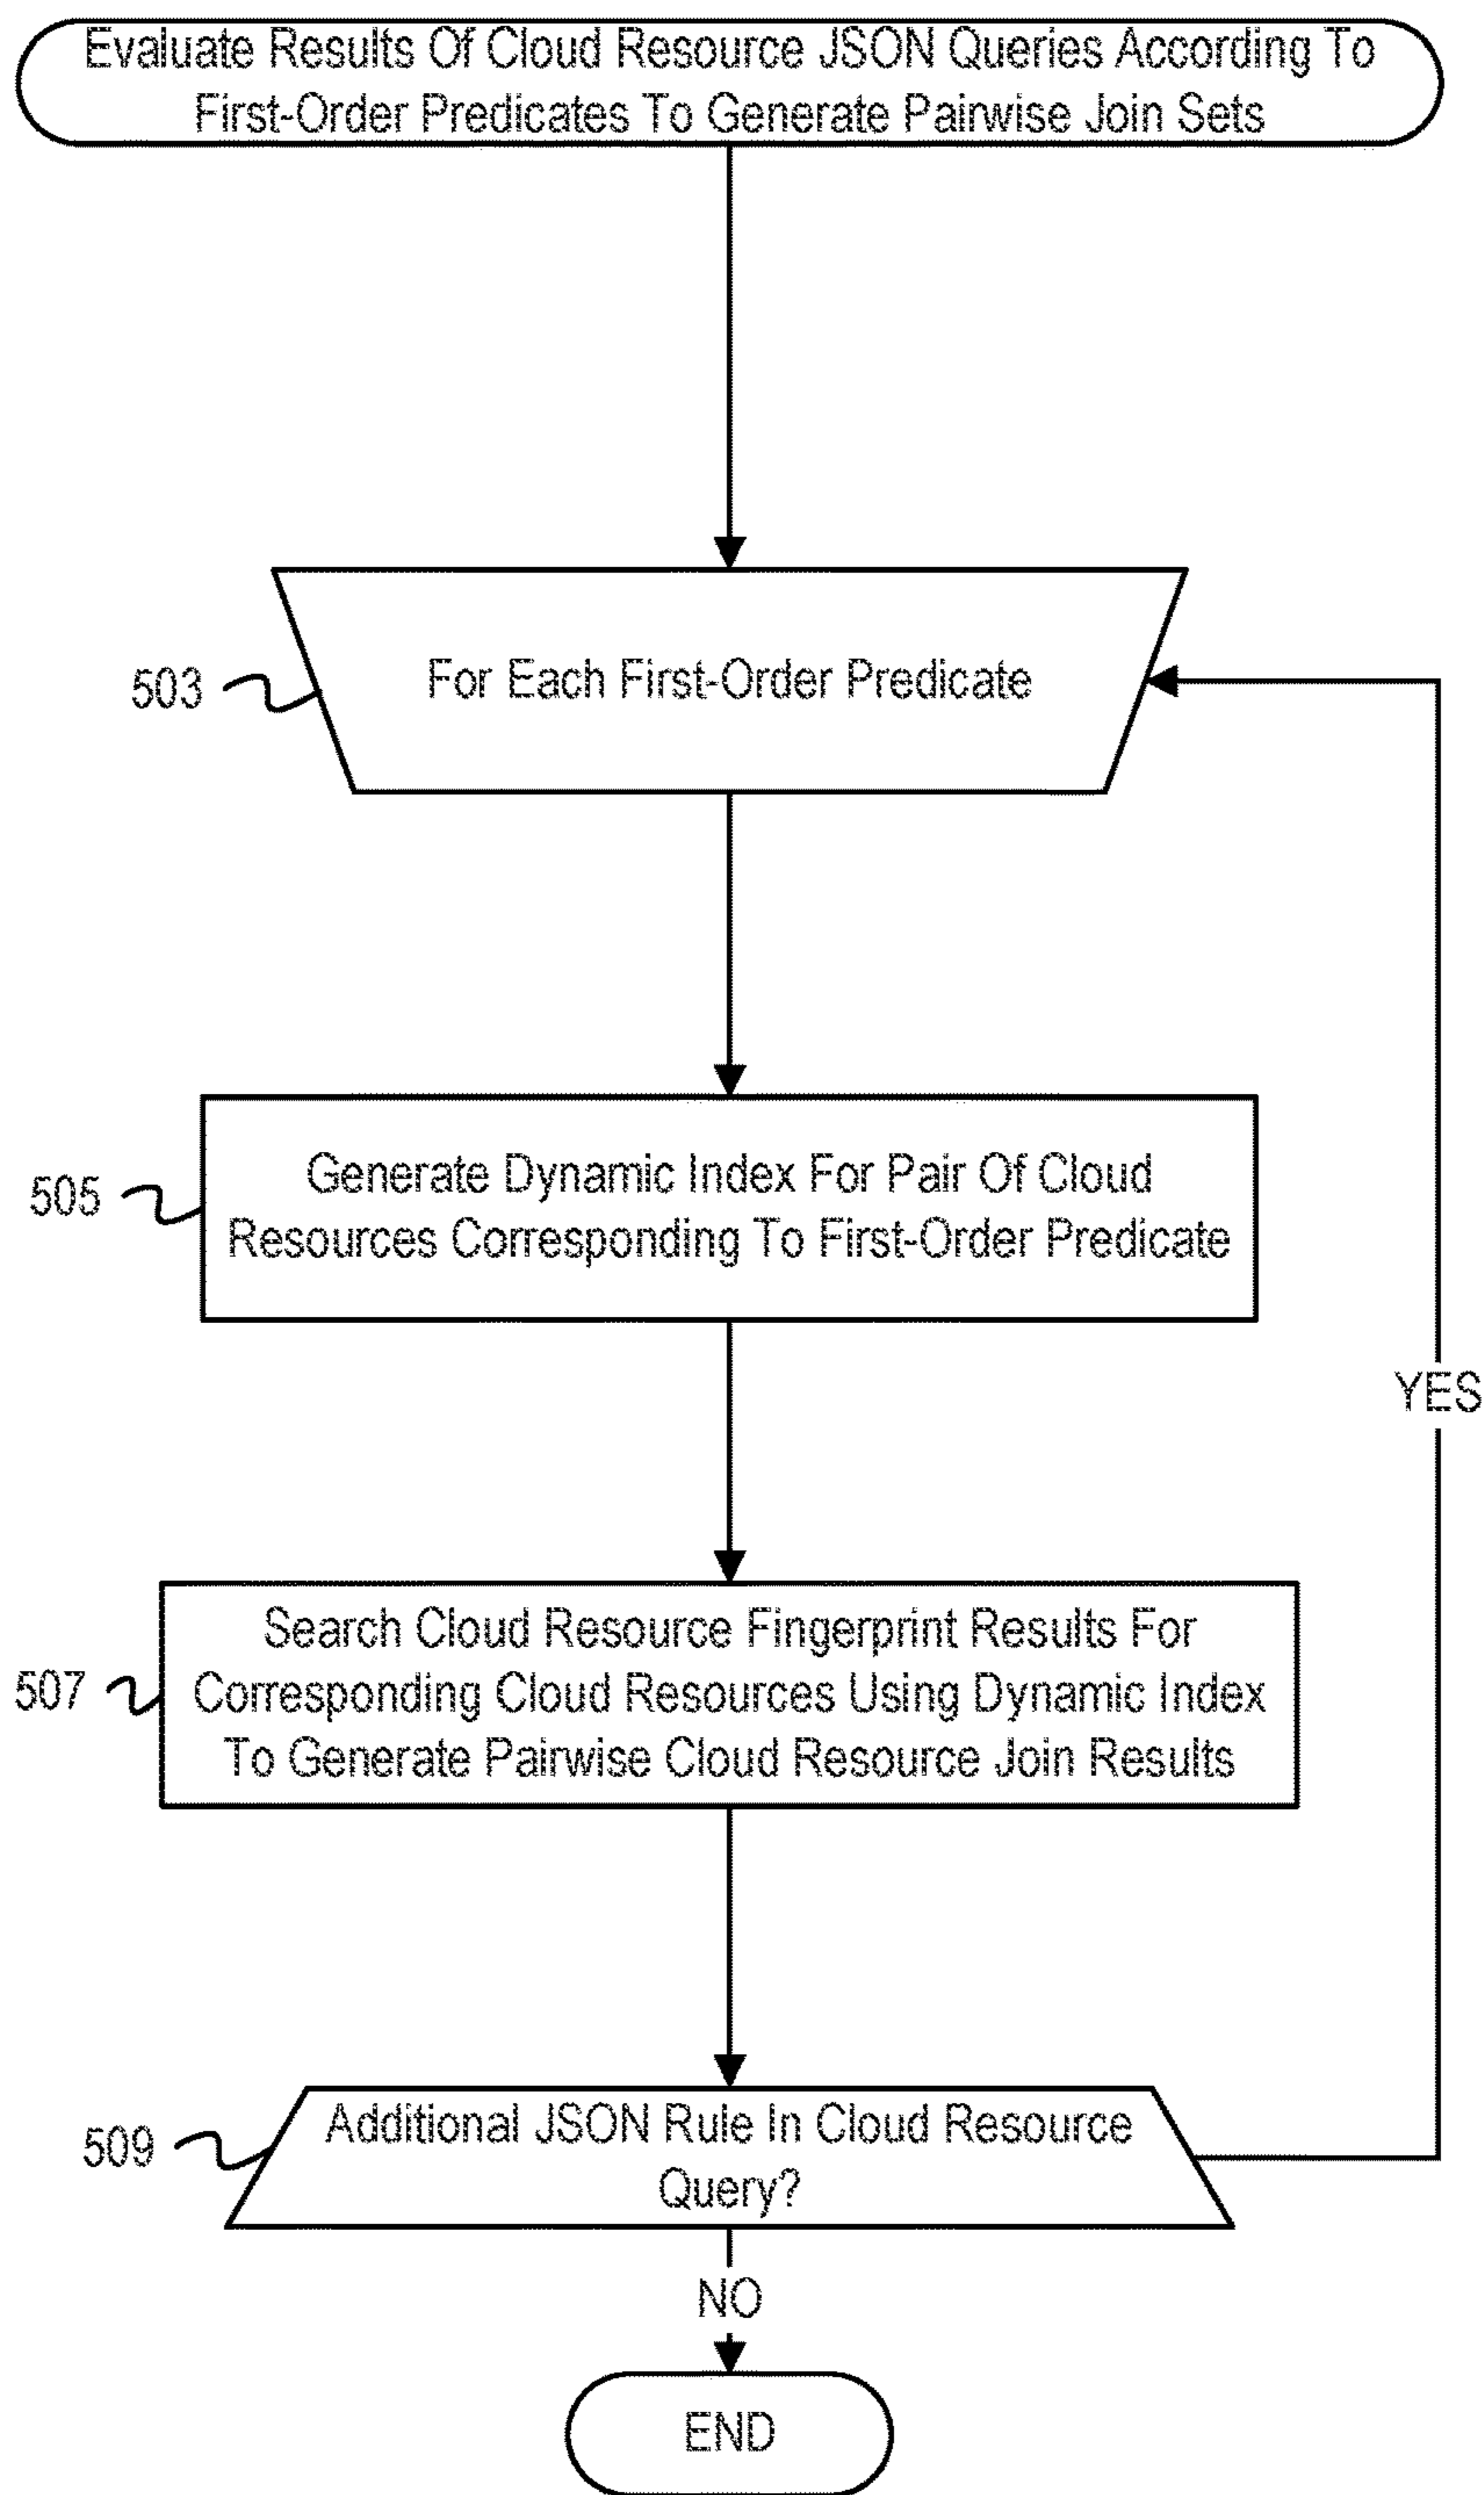 Evaluate Results Of Cloud Resource JSON Queries According To
First-Order Predicates To Generate Pairwise Join Sets
503
For Each First-Order Predicate
505
Generate Dynamic Index For Pair Of Cloud
Resources Corresponding To First-Order Predicate
YES
507
Search Cloud Resource Fingerprint Results For
Corresponding Cloud Resources Using Dynamic Index
To Generate Pairwise Cloud Resource Join Results
509
Additional JSON Rule In Cloud Resource
Query?
NO
END